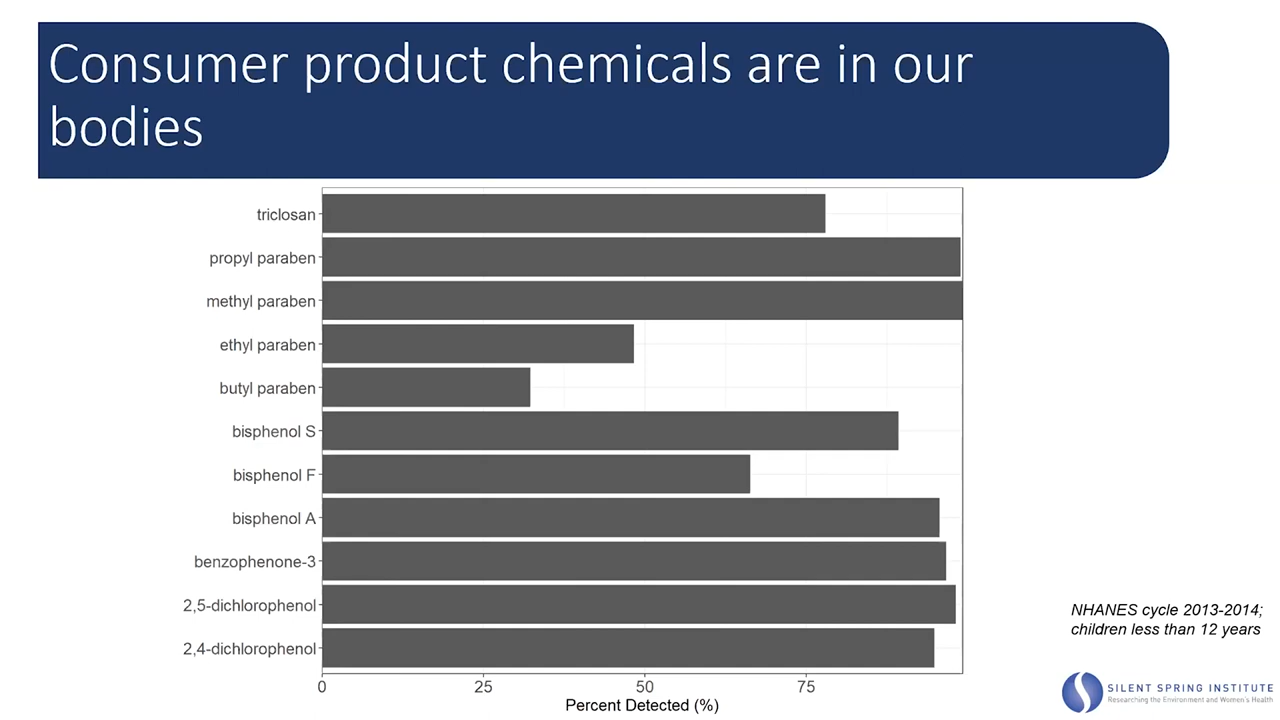 Consumer product chemicals are in our
bodies
triclosan
propyl paraben
methyl paraben
ethyl paraben
butyl paraben
bisphenol S
bisphenol F
bisphenol A
benzophenone-3
2,5-dichlorophenol
2,4-dichlorophenol
0 25 50 75
Percent Detected (%)
NHANES cycle 2013-2014;
children less than 12 years
SILENT SPRING INSTITUTE
Researching the Environment and Women's Health